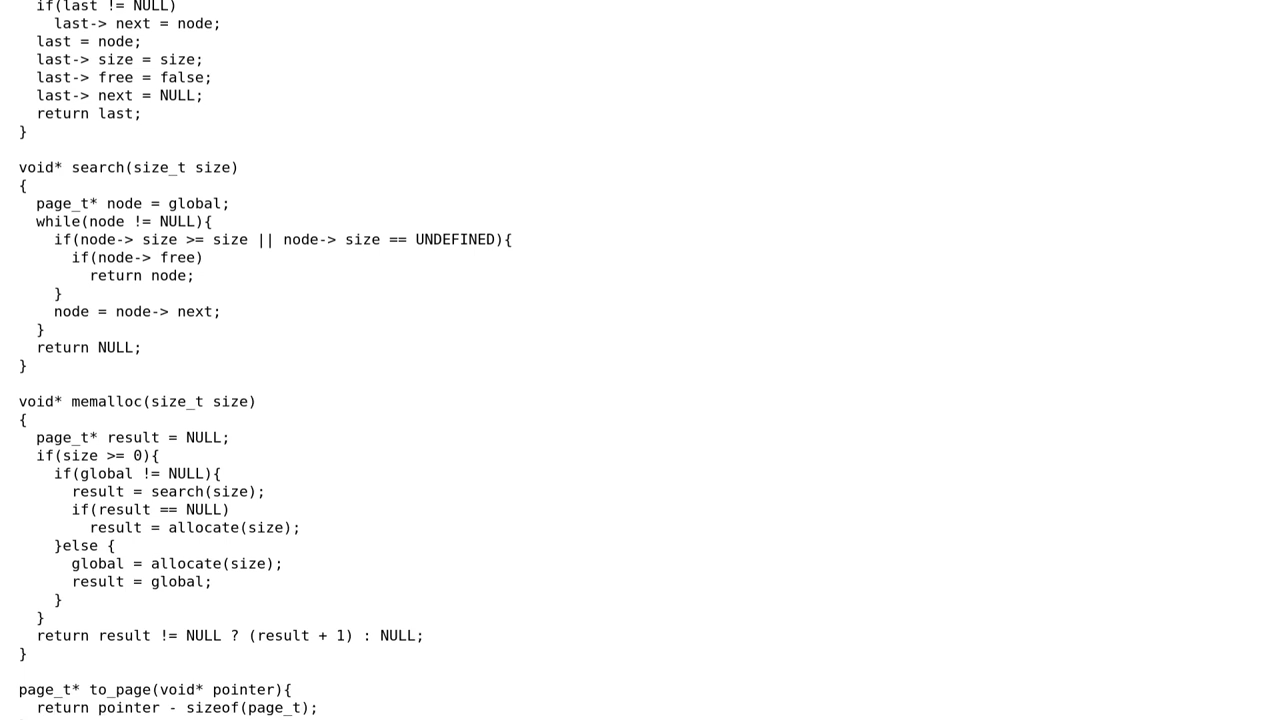 if(last != NULL)
    last-> next = node;
  last = node;
  last-> size = size;
  last-> free = false;
  last-> next = NULL;
  return last;
}
void* search(size_t size)
{
  page_t* node = global;
  while(node != NULL){
    if(node-> size >= size || node-> size == UNDEFINED){
      if(node-> free)
        return node;
    }
    node = node-> next;
  }
  return NULL;
}
void* memalloc(size_t size)
{
  page_t* result = NULL;
  if(size >= 0){
    if(global != NULL){
      result = search(size);
      if(result == NULL)
        result = allocate(size);
    }else {
      global = allocate(size);
      result = global;
    }
  }
  return result != NULL ? (result + 1) : NULL;
}
page_t* to_page(void* pointer){
  return pointer - sizeof(page_t);